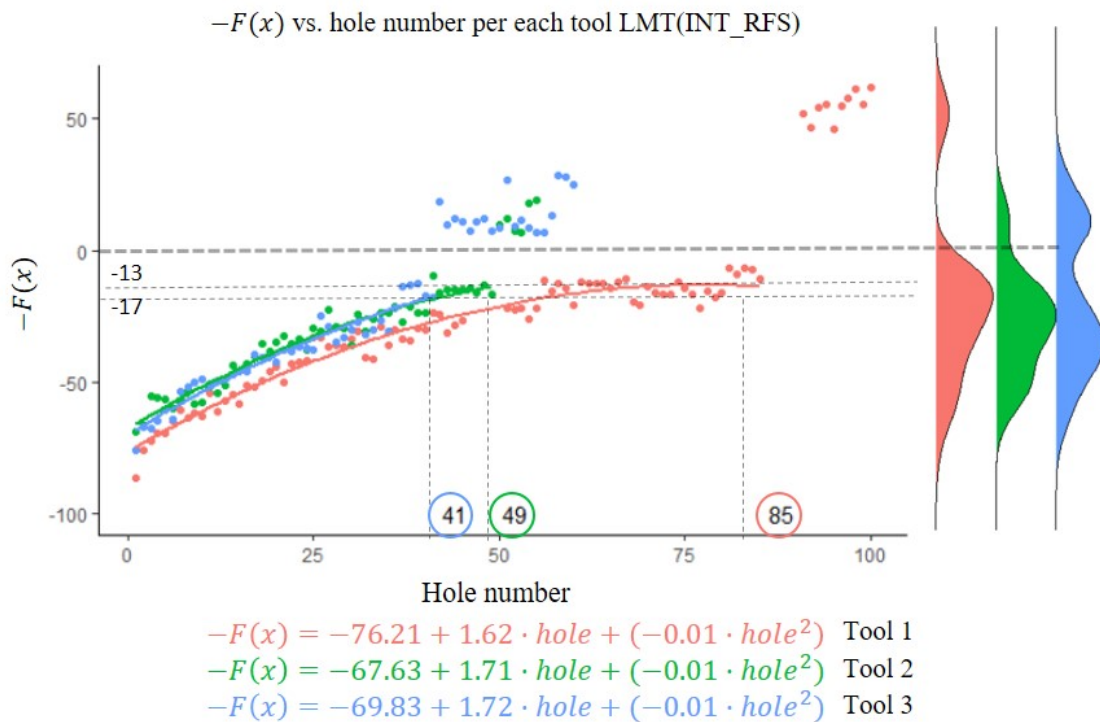 −F(x) vs. hole number per each tool LMT(INT_RFS)
−F(x)
50
0
-13
-17
-50
-100
41
49
85
0
25
50
75
100
Hole number
−F(x) = −76.21 + 1.62 · hole + (−0.01 · hole²) Tool 1
−F(x) = −67.63 + 1.71 · hole + (−0.01 · hole²) Tool 2
−F(x) = −69.83 + 1.72 · hole + (−0.01 · hole²) Tool 3